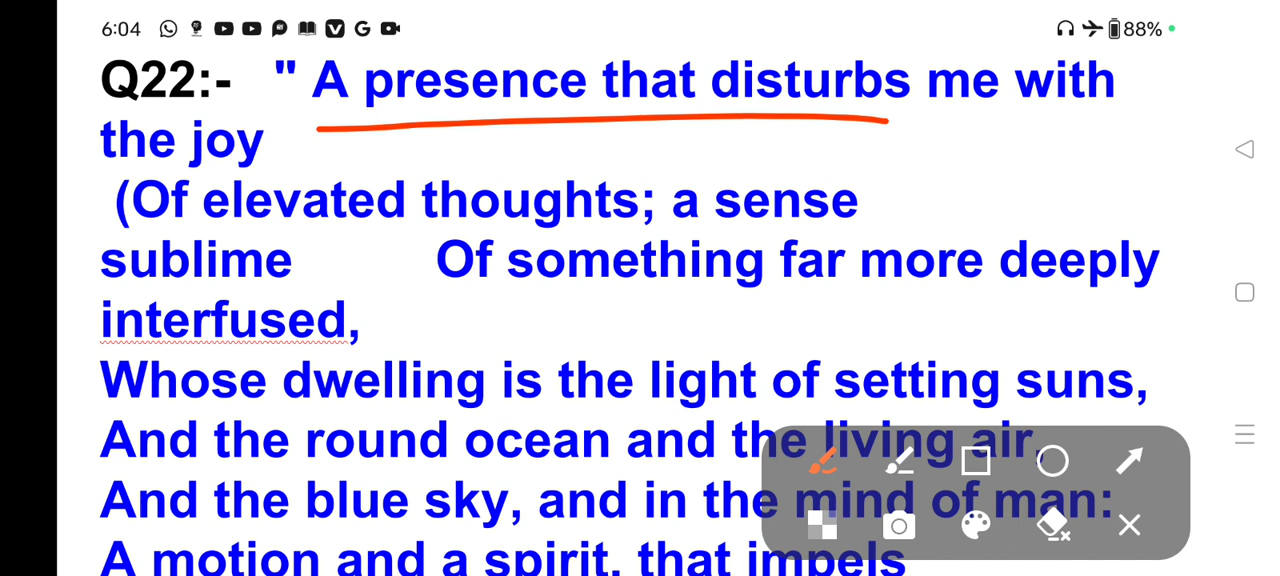 6:04 88%
Q22:- " A presence that disturbs me with
the joy
(Of elevated thoughts; a sense
sublime Of something far more deeply
interfused,
Whose dwelling is the light of setting suns,
And the round ocean and the living air,
And the blue sky, and in the mind of man:
A motion and a spirit, that impels